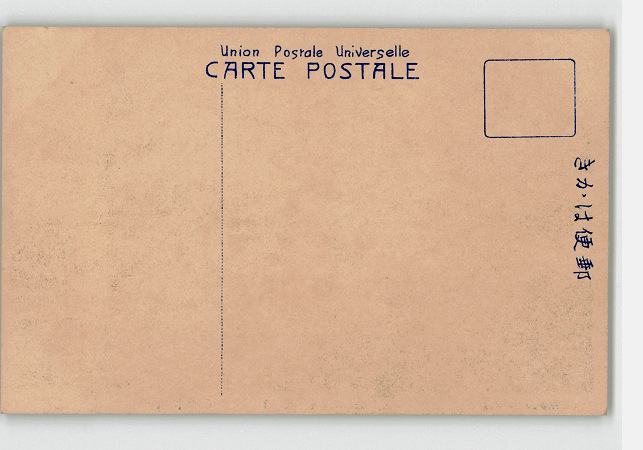 Union Postale Universelle
CARTE POSTALE
きかは便郵